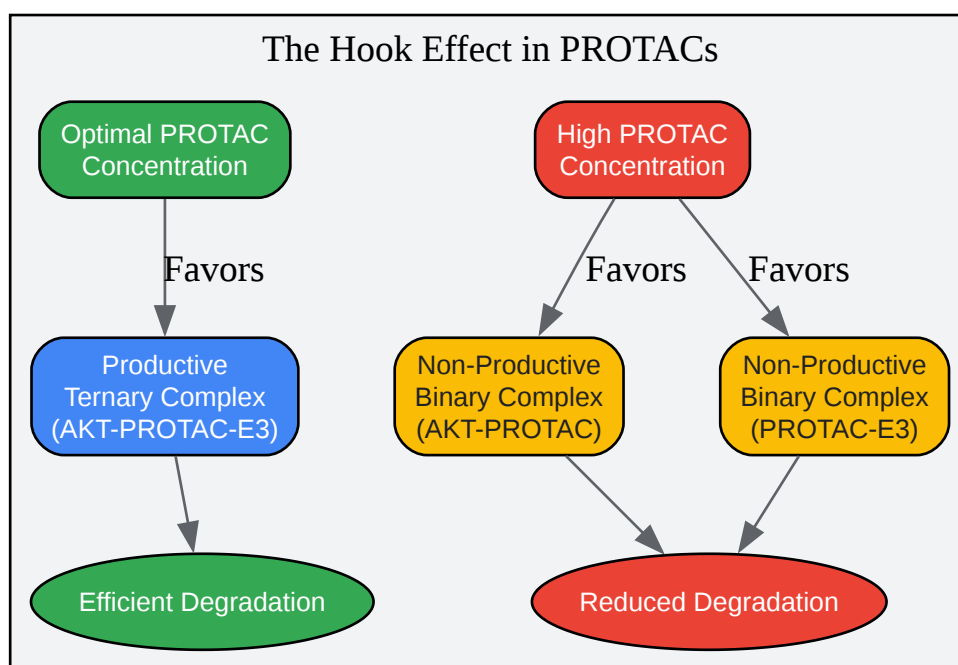 The Hook Effect in PROTACs
Optimal PROTAC
Concentration
High PROTAC
Concentration
Favors
Favors
Favors
Productive
Ternary Complex
(AKT-PROTAC-E3)
Non-Productive
Binary Complex
(AKT-PROTAC)
Non-Productive
Binary Complex
(PROTAC-E3)
Efficient Degradation
Reduced Degradation